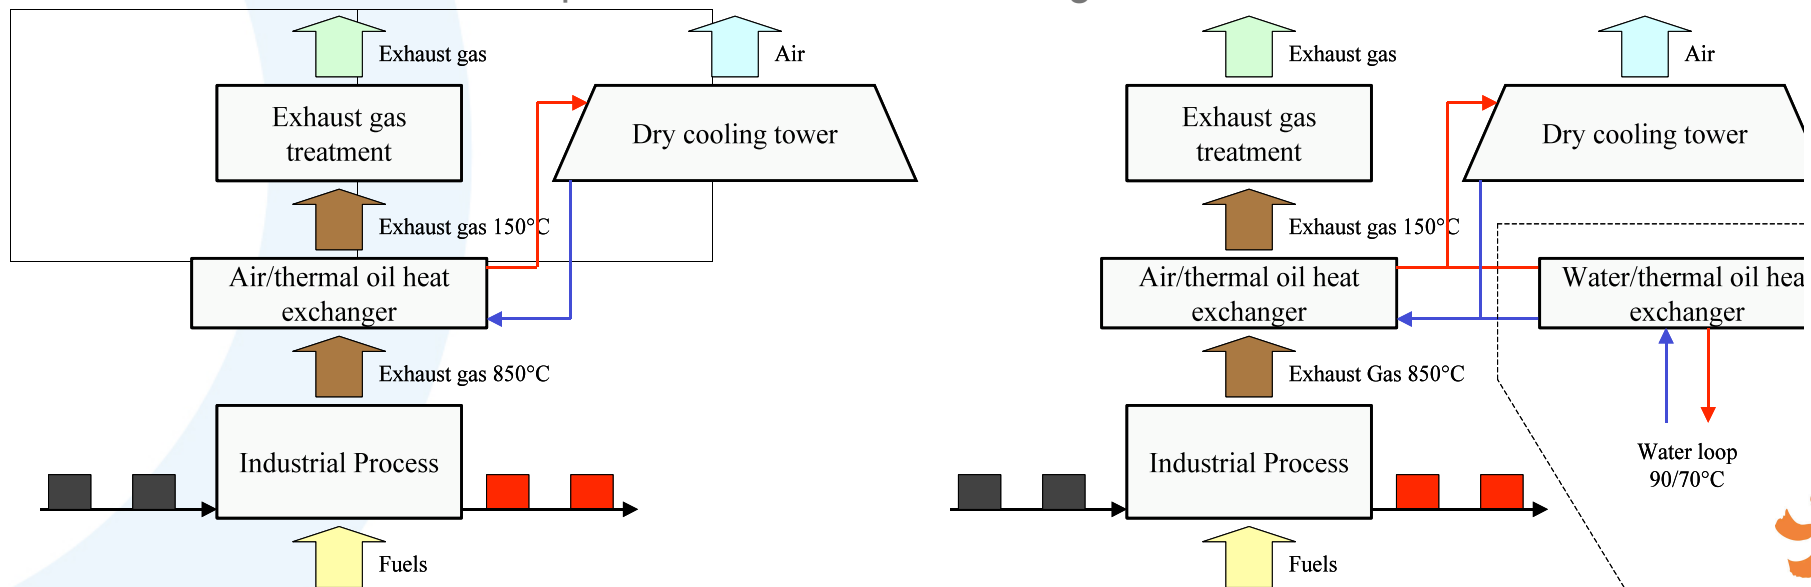 Exhaust gas
Air
Exhaust gas
treatment
Dry cooling tower
Exhaust gas 150°C
Air/thermal oil heat
exchanger
Exhaust gas 850°C
Industrial Process
Fuels
Exhaust gas
Air
Exhaust gas
treatment
Dry cooling tower
Exhaust gas 150°C
Air/thermal oil heat
exchanger
Water/thermal oil hea
exchanger
Exhaust Gas 850°C
Industrial Process
Water loop
90/70°C
Fuels